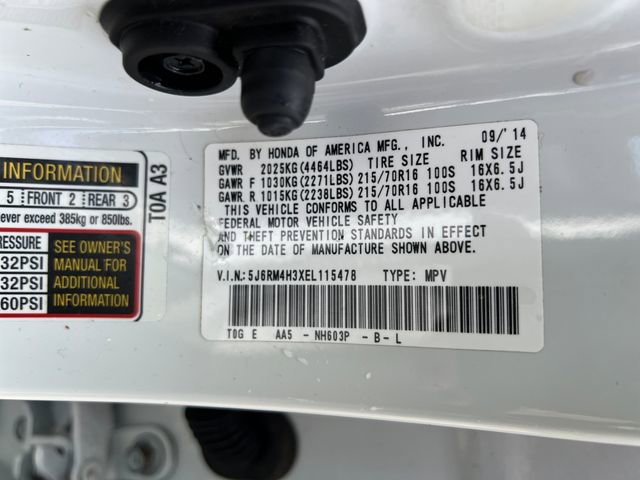 MFD. BY HONDA OF AMERICA MFG., INC. 09/'14
GVWR 2025KG(4464LBS) TIRE SIZE RIM SIZE
GAWR F 1030KG(2271LBS) 215/70R16 100S 16X6.5J
GAWR R 1015KG(2238LBS) 215/70R16 100S 16X6.5J
THIS VEHICLE CONFORMS TO ALL APPLICABLE
FEDERAL MOTOR VEHICLE SAFETY
AND THEFT PREVENTION STANDARDS IN EFFECT
ON THE DATE OF MANUFACTURE SHOWN ABOVE.
V.I.N.: 5J6RM4H3XEL115478 TYPE: MPV
T0G E AA5 - NH603P - B - L
INFORMATION
5 FRONT 2 REAR 3
ever exceed 385kg or 850lbs.
RESSURE SEE OWNER'S
32PSI MANUAL FOR
32PSI ADDITIONAL
60PSI INFORMATION
T0A A3